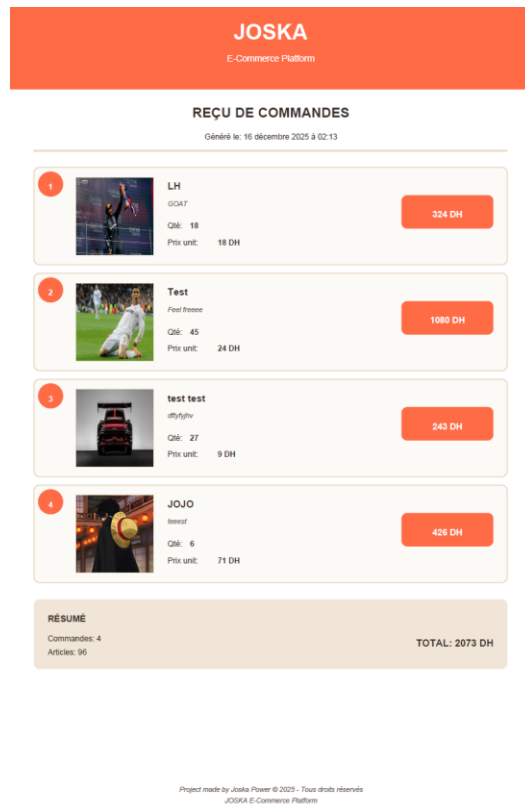 JOSKA
E-Commerce Platform
REÇU DE COMMANDES
Généré le: 16 décembre 2025 à 02:13
1
LH
GOAT
Qté: 18
Prix unit: 18 DH
324 DH
2
Test
Feel freeee
Qté: 45
Prix unit: 24 DH
1080 DH
3
test test
dftyfyjhv
Qté: 27
Prix unit: 9 DH
243 DH
4
JOJO
teeest
Qté: 6
Prix unit: 71 DH
426 DH
RÉSUMÉ
Commandes: 4
Articles: 96
TOTAL: 2073 DH
Project made by Joska Power © 2025 - Tous droits réservés
JOSKA E-Commerce Platform